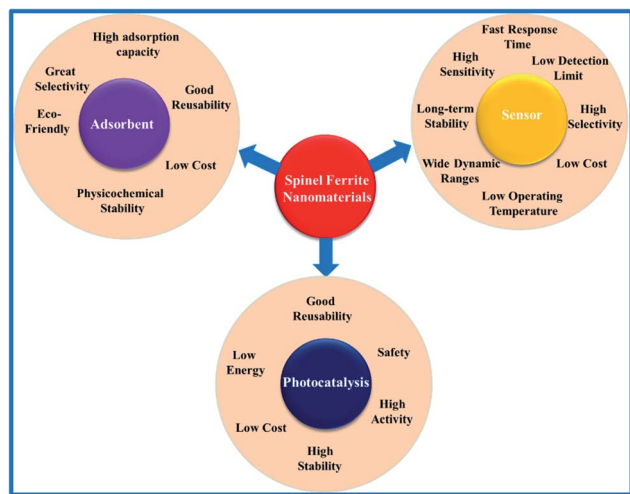 High adsorption
capacity
Great
Selectivity
Good
Reusability
Eco-
Friendly
Adsorbent
Low Cost
Physicochemical
Stability
Fast Response
Time
High
Sensitivity
Low Detection
Limit
Long-term
Stability
Sensor
High
Selectivity
Wide Dynamic
Ranges
Low Cost
Low Operating
Temperature
Spinel Ferrite
Nanomaterials
Good
Reusability
Low
Energy
Safety
Photocatalysis
High
Activity
Low Cost
High
Stability